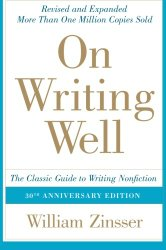 Revised and Expanded
More Than One Million Copies Sold
On
Writing
Well
The Classic Guide to Writing Nonfiction
30TH ANNIVERSARY EDITION
William Zinsser